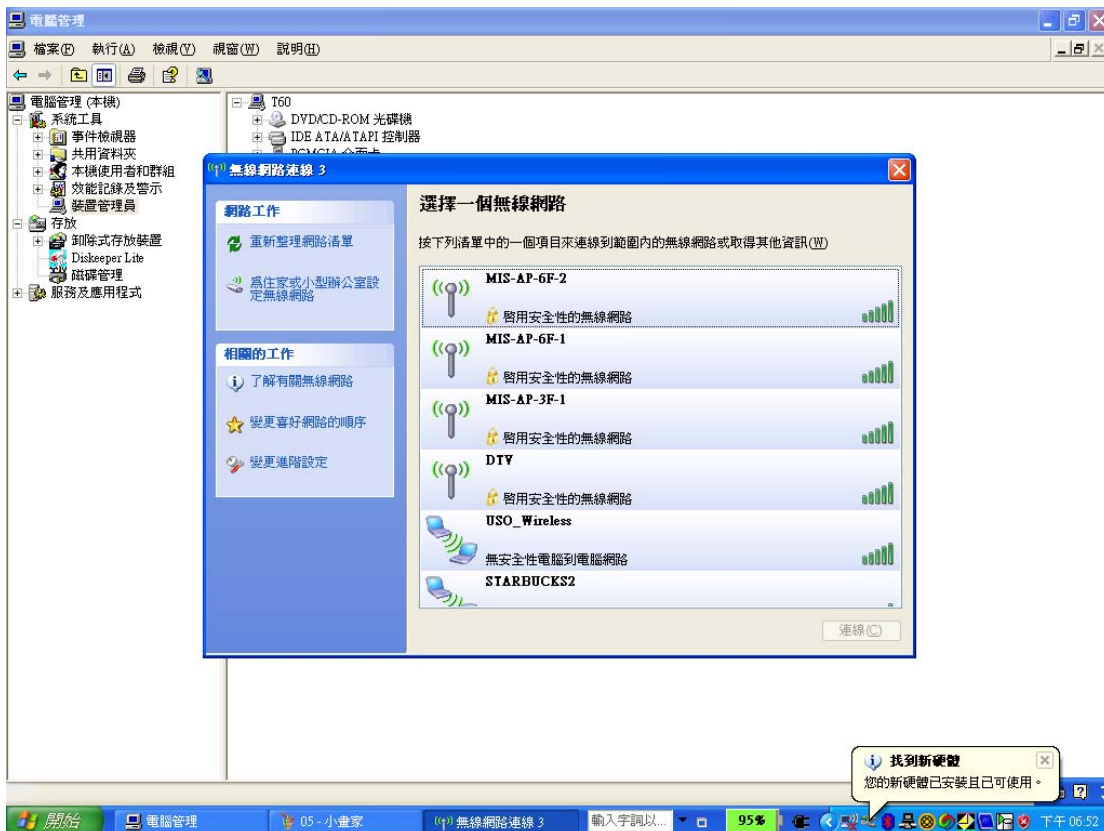 電腦管理
檔案(F) 執行(A) 檢視(V) 視窗(W) 說明(H)
電腦管理 (本機)
系統工具
事件檢視器
共用資料夾
本機使用者和群組
效能記錄及警示
裝置管理員
存放
卸除式存放裝置
Diskeeper Lite
磁碟管理
服務及應用程式
T60
DVD/CD-ROM 光碟機
IDE ATA/ATAPI 控制器
PCMCIA 介面卡
無線網路連線 3
網路工作
重新整理網路清單
為住家或小型辦公室設
定無線網路
相關的工作
了解有關無線網路
變更喜好網路的順序
變更進階設定
選擇一個無線網路
按下列清單中的一個項目來連線到範圍內的無線網路或取得其他資訊(W)
MIS-AP-6F-2
啓用安全性的無線網路
MIS-AP-6F-1
啓用安全性的無線網路
MIS-AP-3F-1
啓用安全性的無線網路
DTV
啓用安全性的無線網路
USO_Wireless
無安全性電腦到電腦網路
STARBUCKS2
連線(C)
找到新硬體
您的新硬體已安裝且已可使用。
開始 電腦管理 05 - 小畫家 無線網路連線 3 輸入字詞以... 95% 下午 06:52